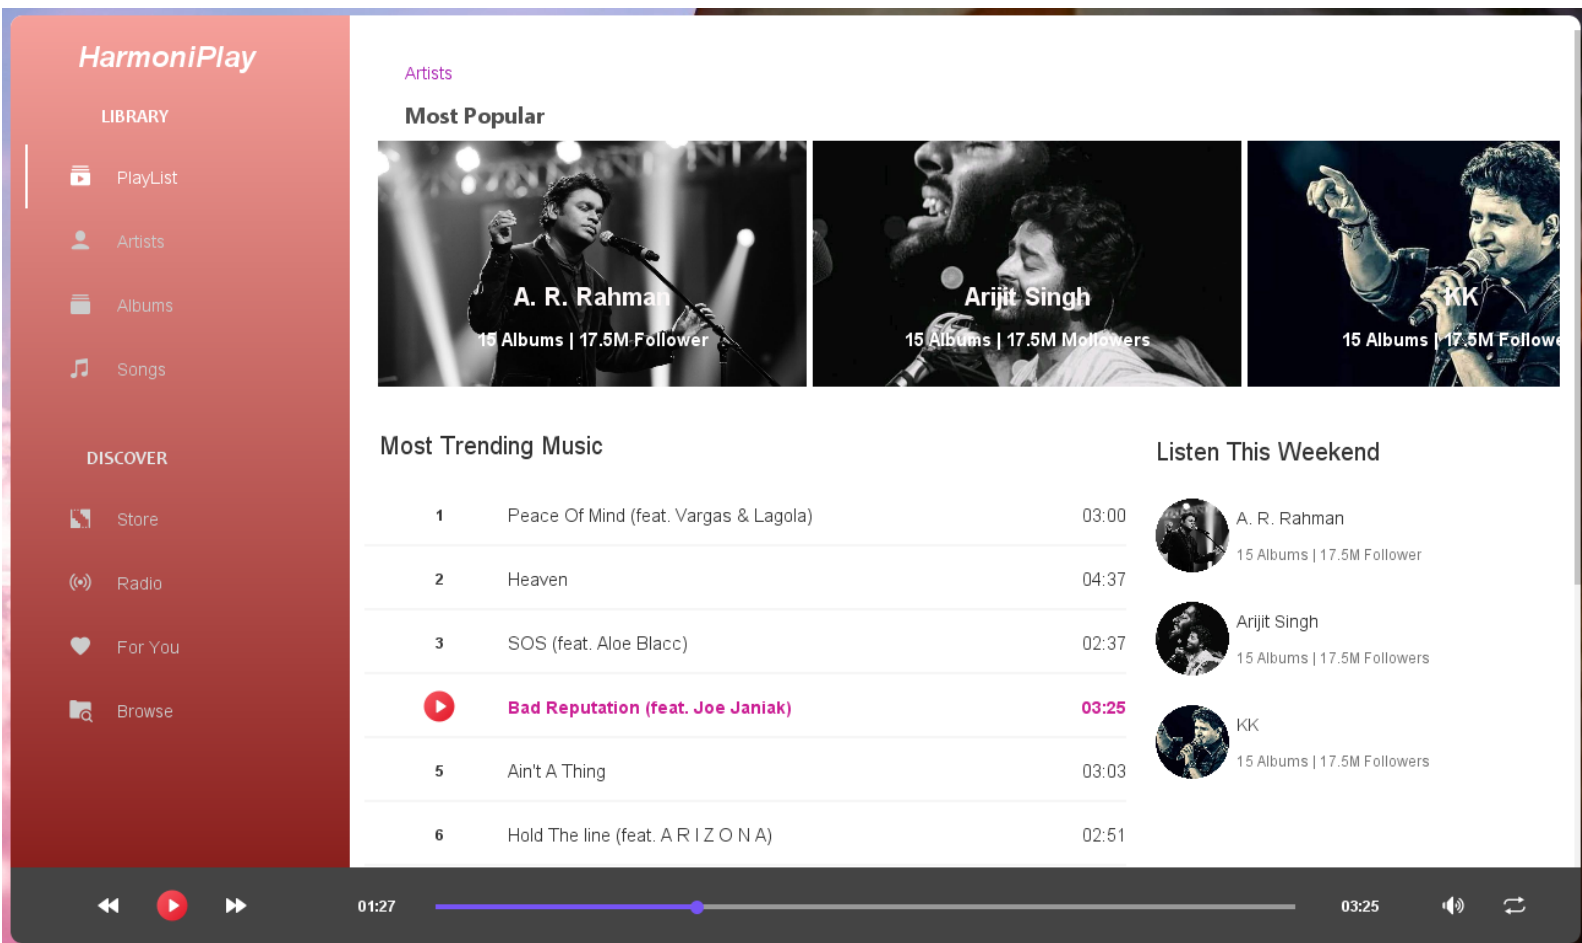 HarmoniPlay
LIBRARY
PlayList
Artists
Albums
Songs
DISCOVER
Store
Radio
For You
Browse
Artists
Most Popular
A. R. Rahman
15 Albums | 17.5M Follower
Arijit Singh
15 Albums | 17.5M Mollowers
KK
15 Albums | 17.5M Followe
Most Trending Music
1 Peace Of Mind (feat. Vargas & Lagola) 03:00
2 Heaven 04:37
3 SOS (feat. Aloe Blacc) 02:37
Bad Reputation (feat. Joe Janiak) 03:25
5 Ain't A Thing 03:03
6 Hold The line (feat. A R I Z O N A) 02:51
Listen This Weekend
A. R. Rahman
15 Albums | 17.5M Follower
Arijit Singh
15 Albums | 17.5M Followers
KK
15 Albums | 17.5M Followers
01:27
03:25